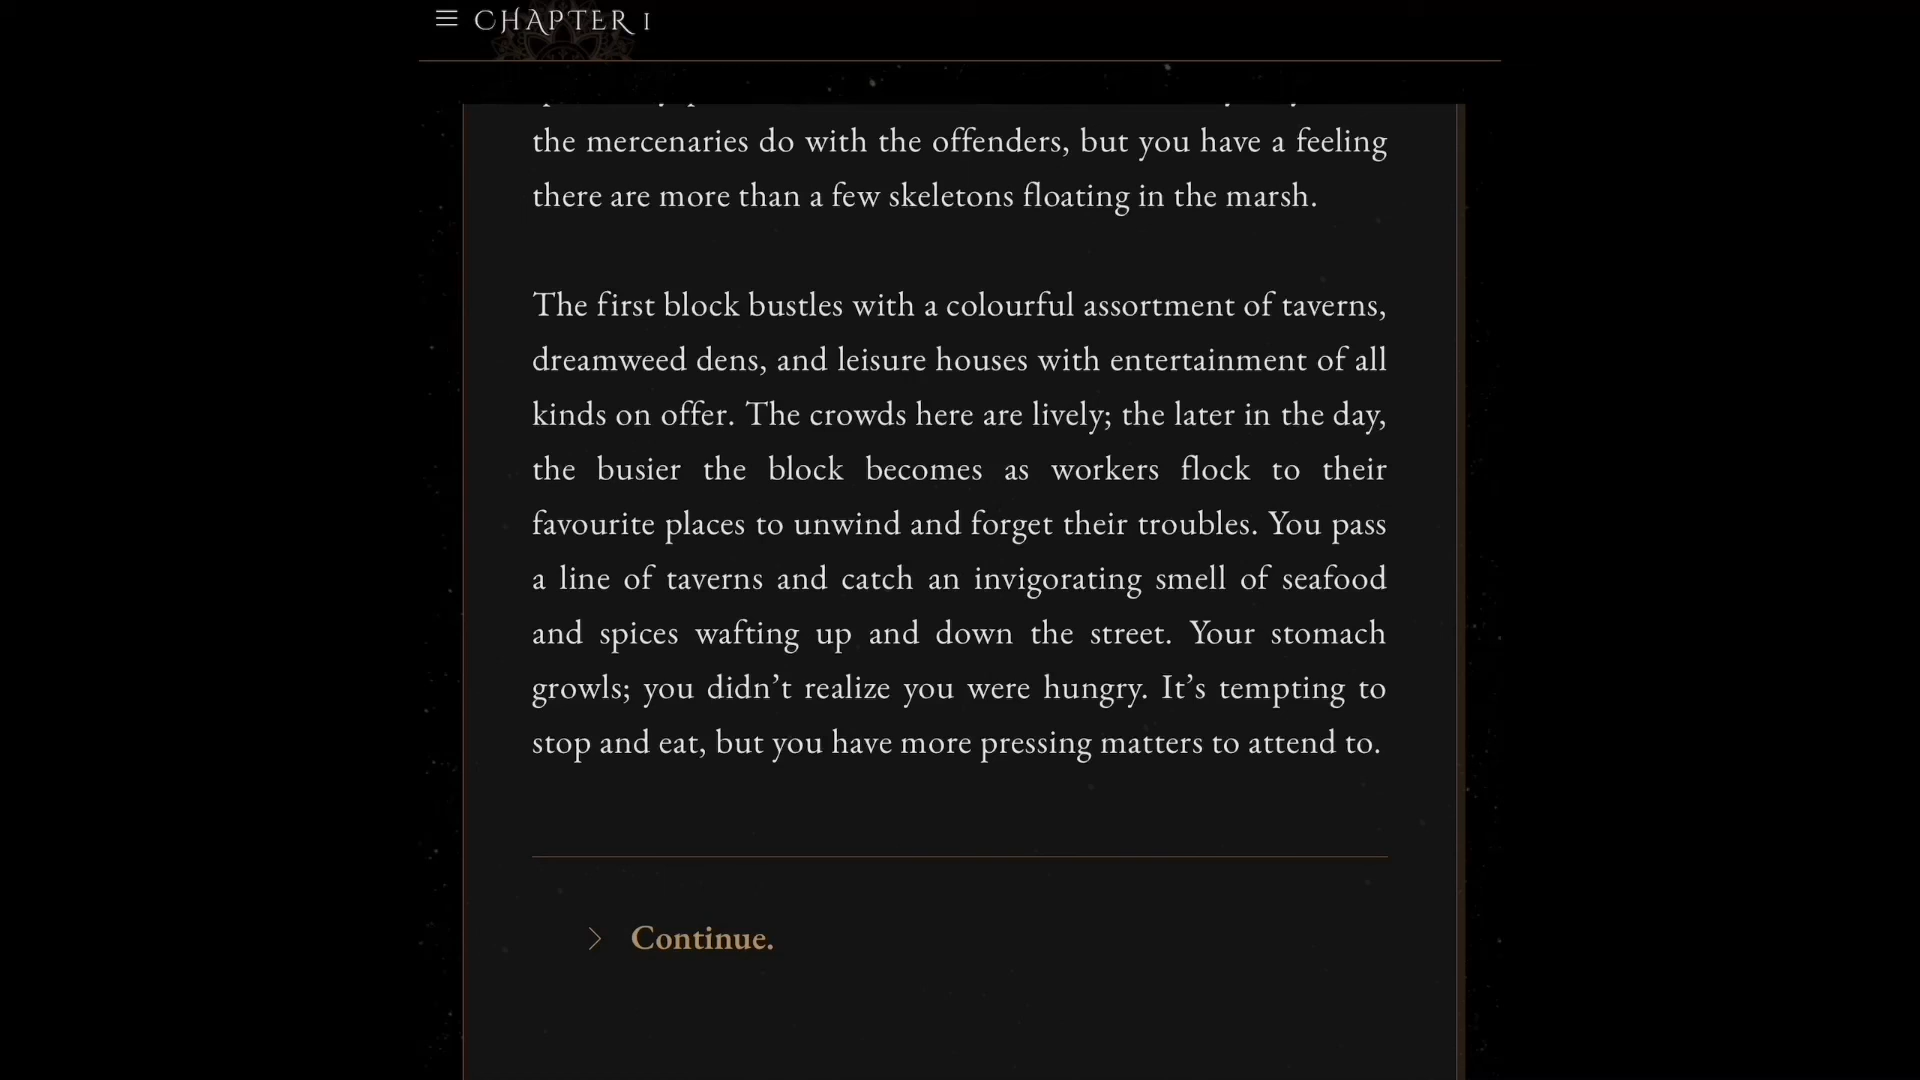 CHAPTER I
the mercenaries do with the offenders, but you have a feeling
there are more than a few skeletons floating in the marsh.
The first block bustles with a colourful assortment of taverns,
dreamweed dens, and leisure houses with entertainment of all
kinds on offer. The crowds here are lively; the later in the day,
the busier the block becomes as workers flock to their
favourite places to unwind and forget their troubles. You pass
a line of taverns and catch an invigorating smell of seafood
and spices wafting up and down the street. Your stomach
growls; you didn’t realize you were hungry. It’s tempting to
stop and eat, but you have more pressing matters to attend to.
Continue.